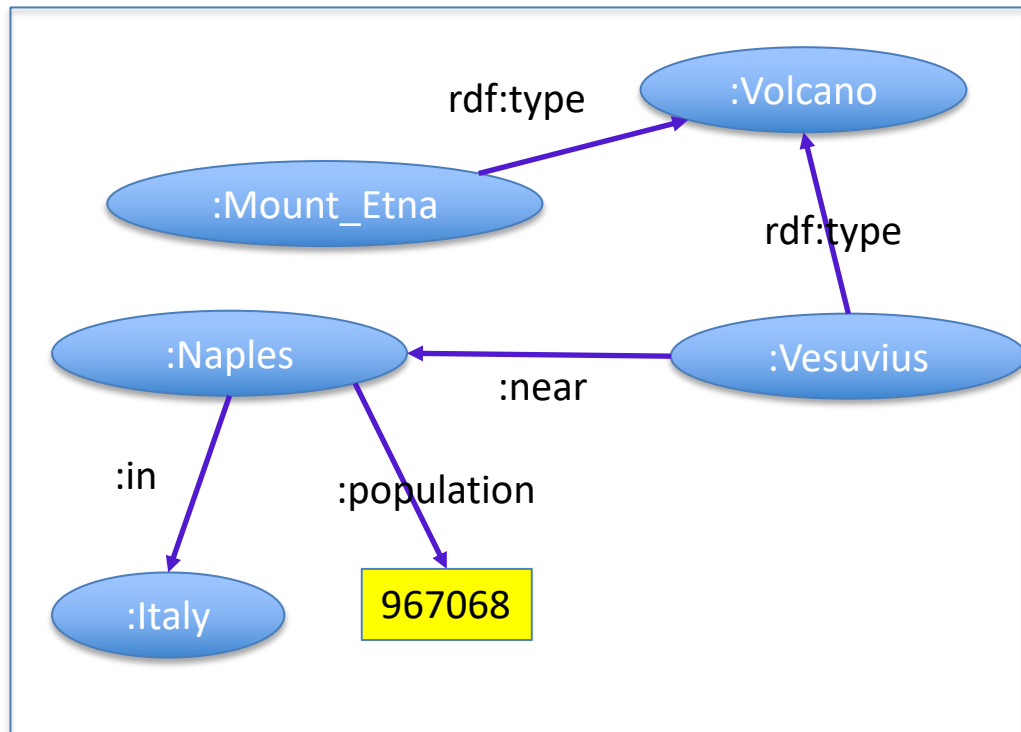 :Volcano
rdf:type
:Mount_Etna
rdf:type
:Naples
:Vesuvius
:near
:in
:population
:Italy
967068